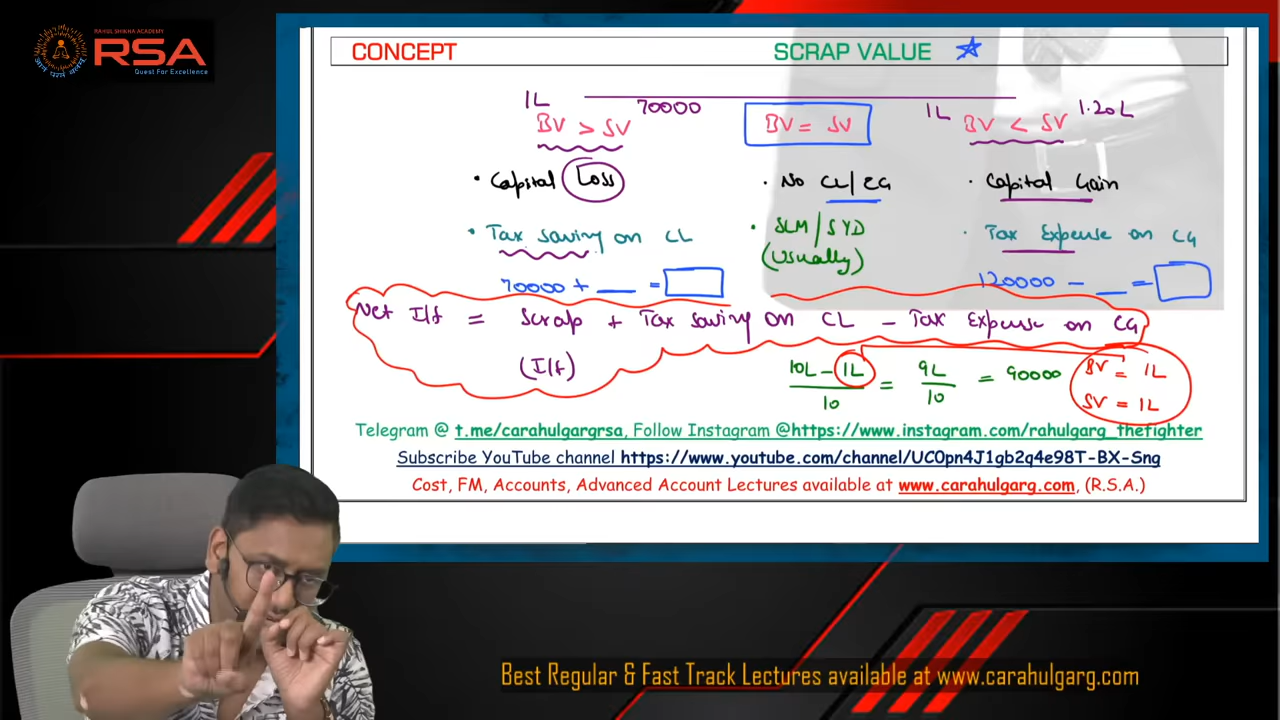 RAHUL SHIKHA ACADEMY
RSA
Quest For Excellence
CONCEPT SCRAP VALUE
1L 70000 1L 1.20L
BV > SV BV = SV BV < SV
• Capital Loss • No CL/CG • Capital Gain
• Tax saving on CL • SLM/SYD • Tax Expense on CG
(Usually)
70000 + __ = 120000 - __ =
Net I/f = Scrap + Tax saving on CL - Tax Expense on CG
(I/f)
10L - 1L = 9L = 90000 BV = 1L
10 10 SV = 1L
Telegram @ t.me/carahulgargrsa, Follow Instagram @https://www.instagram.com/rahulgarg_thefighter
Subscribe YouTube channel https://www.youtube.com/channel/UC0pn4J1gb2q4e98T-BX-Sng
Cost, FM, Accounts, Advanced Account Lectures available at www.carahulgarg.com, (R.S.A.)
Best Regular & Fast Track Lectures available at www.carahulgarg.com